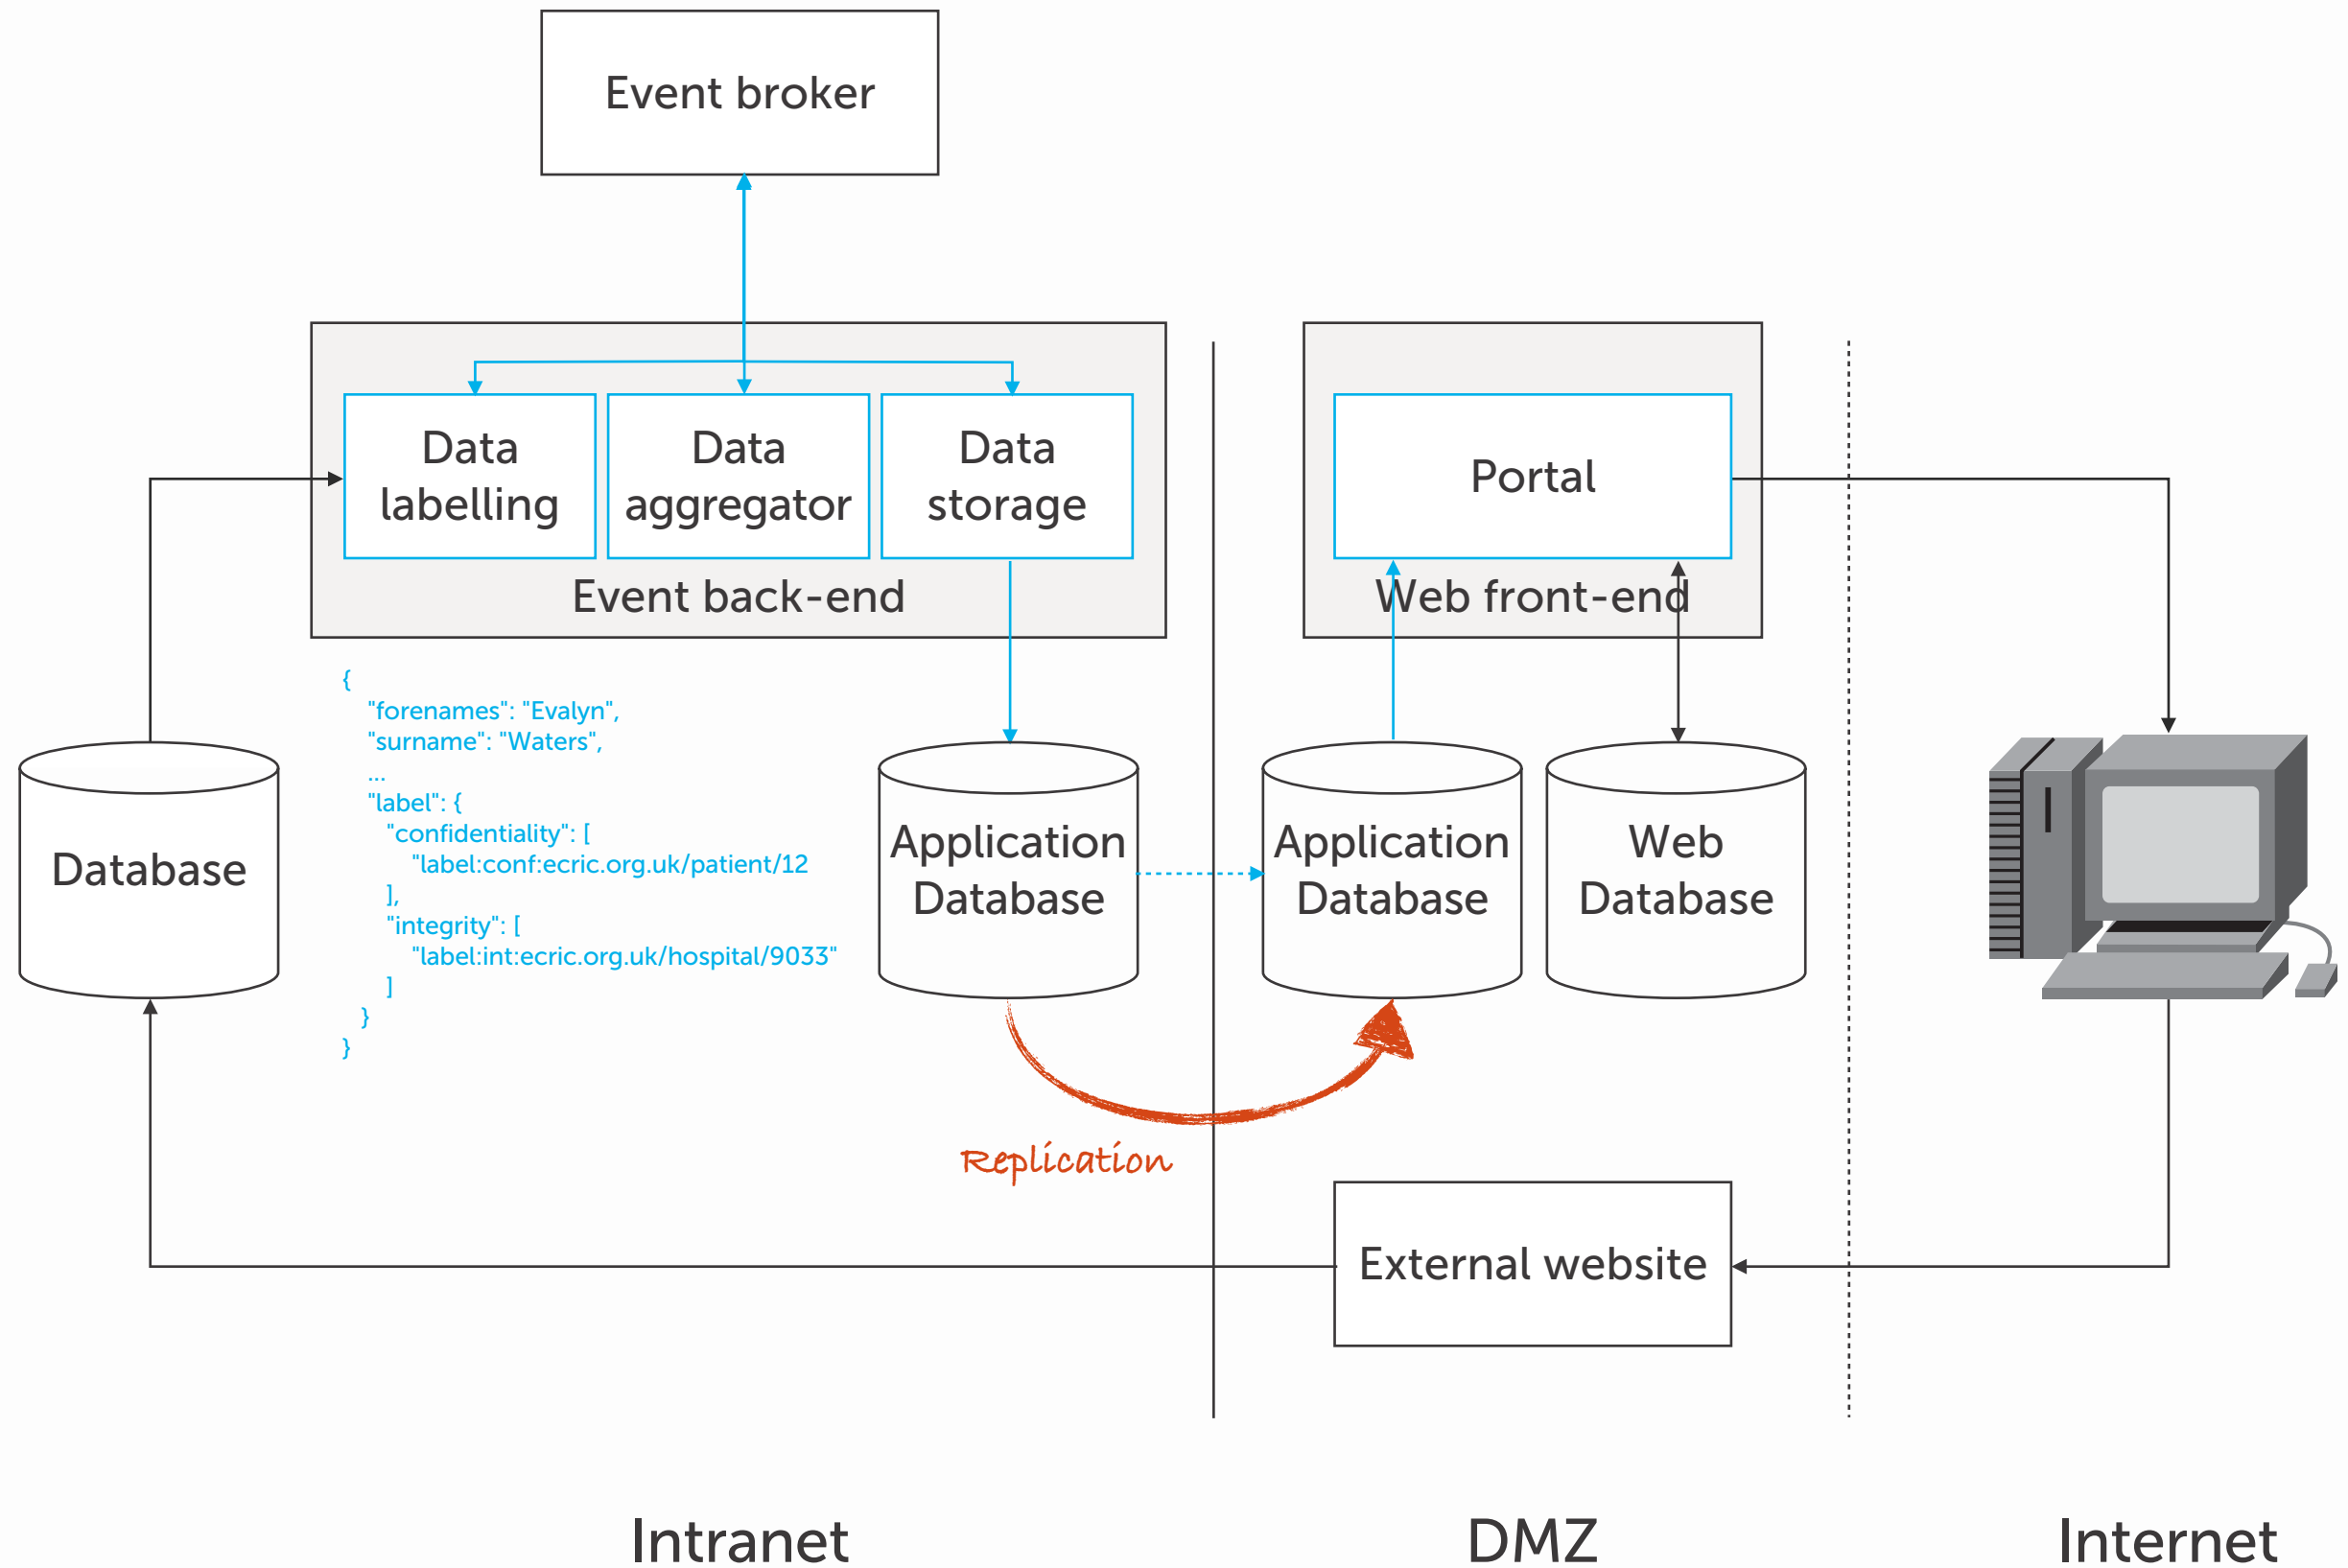 Event broker
Data
labelling
Data
aggregator
Data
storage
Event back-end
Portal
Web front-end
{
"forenames": "Evalyn",
"surname": "Waters",
...
"label": {
"confidentiality": [
"label:conf:ecric.org.uk/patient/12
],
"integrity": [
"label:int:ecric.org.uk/hospital/9033"
]
}
}
Database
Application
Database
Application
Database
Web
Database
Replication
External website
Intranet
DMZ
Internet